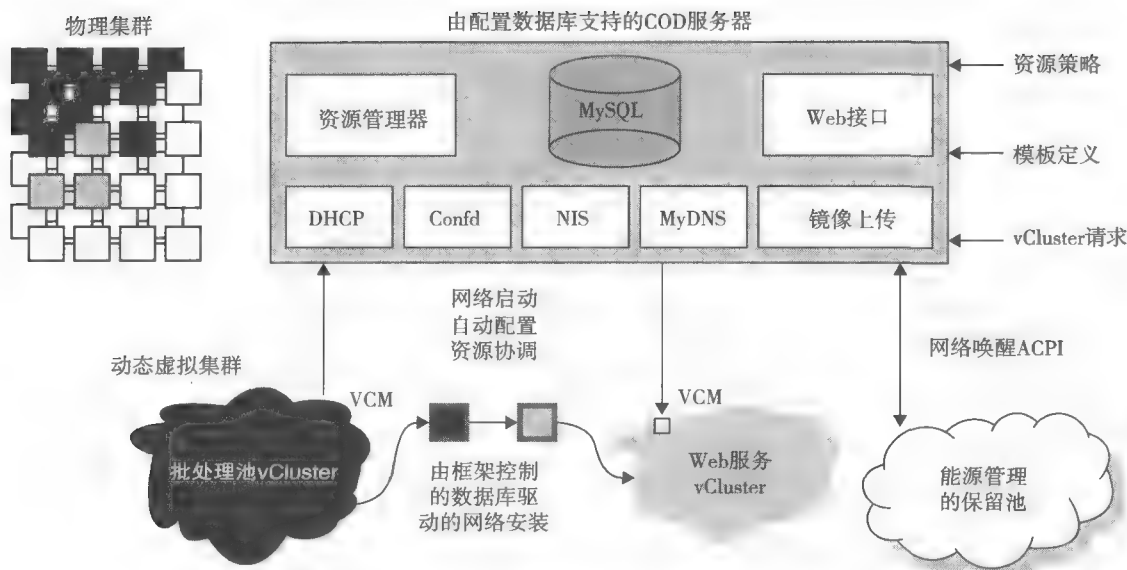 物理集群
由配置数据库支持的COD服务器
资源管理器
MySQL
Web接口
资源策略
模板定义
DHCP
Confd
NIS
MyDNS
镜像上传
vCluster请求
网络启动
自动配置
资源协调
网络唤醒ACPI
动态虚拟集群
VCM
VCM
批处理池vCluster
由框架控制
的数据库驱
动的网络安装
Web服务
vCluster
能源管理
的保留池